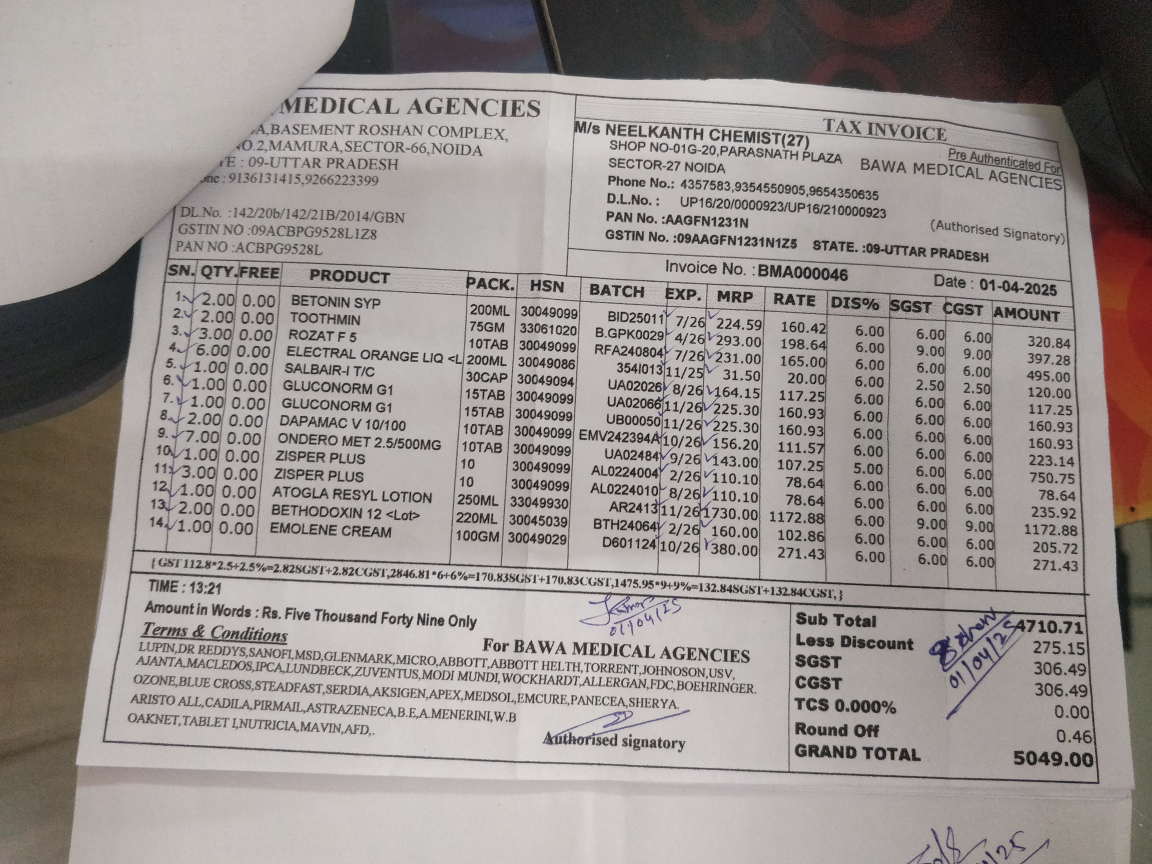 MEDICAL AGENCIES
BASEMENT ROSHAN COMPLEX,
NO.2,MAMURA,SECTOR-66,NOIDA
: 09-UTTAR PRADESH
: 9136131415,9266223399
DL.No. :142/20b/142/21B/2014/GBN
GSTIN NO :09ACBPG9528L1Z8
PAN NO :ACBPG9528L
TAX INVOICE
M/s NEELKANTH CHEMIST(27)
SHOP NO-01G-20,PARASNATH PLAZA
SECTOR-27 NOIDA
Phone No.: 4357583,9354550905,9654350635
D.L.No. : UP16/20/0000923/UP16/210000923
PAN No. :AAGFN1231N
GSTIN No. :09AAGFN1231N1Z5 STATE. :09-UTTAR PRADESH
Pre Authenticated For
BAWA MEDICAL AGENCIES
(Authorised Signatory)
Invoice No. : BMA000046 Date : 01-04-2025
SN. QTY. FREE PRODUCT PACK. HSN BATCH EXP. MRP RATE DIS% SGST CGST AMOUNT
1. 2.00 0.00 BETONIN SYP 200ML 30049099 BID25011 7/26 224.59 160.42 6.00 6.00 6.00 320.84
2. 2.00 0.00 TOOTHMIN 75GM 33061020 B.GPK0029 4/26 293.00 198.64 6.00 9.00 9.00 397.28
3. 3.00 0.00 ROZAT F 5 10TAB 30049099 RFA240804 7/26 231.00 165.00 6.00 6.00 6.00 495.00
4. 6.00 0.00 ELECTRAL ORANGE LIQ <L 200ML 30049086 354I013 11/25 31.50 20.00 6.00 2.50 2.50 120.00
5. 1.00 0.00 SALBAIR-I T/C 30CAP 30049094 UA02026 8/26 164.15 117.25 6.00 6.00 6.00 117.25
6. 1.00 0.00 GLUCONORM G1 15TAB 30049099 UA02066 11/26 225.30 160.93 6.00 6.00 6.00 160.93
7. 1.00 0.00 GLUCONORM G1 15TAB 30049099 UB00050 11/26 225.30 160.93 6.00 6.00 6.00 160.93
8. 2.00 0.00 DAPAMAC V 10/100 10TAB 30049099 EMV242394A 10/26 156.20 111.57 6.00 6.00 6.00 223.14
9. 7.00 0.00 ONDERO MET 2.5/500MG 10TAB 30049099 UA02484 9/26 143.00 107.25 5.00 6.00 6.00 750.75
10. 1.00 0.00 ZISPER PLUS 10 30049099 AL0224004 2/26 110.10 78.64 6.00 6.00 6.00 78.64
11. 3.00 0.00 ZISPER PLUS 10 30049099 AL0224010 8/26 110.10 78.64 6.00 6.00 6.00 235.92
12. 1.00 0.00 ATOGLA RESYL LOTION 250ML 33049930 AR2413 11/26 1730.00 1172.88 6.00 9.00 9.00 1172.88
13. 2.00 0.00 BETHODOXIN 12 <Lot> 220ML 30045039 BTH24064 2/26 160.00 102.86 6.00 6.00 6.00 205.72
14. 1.00 0.00 EMOLENE CREAM 100GM 30049029 D601124 10/26 380.00 271.43 6.00 6.00 6.00 271.43
{ GST 112.8*2.5+2.5%=2.82SGST+2.82CGST,2846.81*6+6%=170.83SGST+170.83CGST,1475.95*9+9%=132.84SGST+132.84CGST, }
TIME : 13:21
Amount in Words : Rs. Five Thousand Forty Nine Only
01/04/25
Terms & Conditions
For BAWA MEDICAL AGENCIES
LUPIN,DR REDDYS,SANOFI,MSD,GLENMARK,MICRO,ABBOTT,ABBOTT HELTH,TORRENT,JOHNOSON,USV,
AJANTA,MACLEDOS,IPCA,LUNDBECK,ZUVENTUS,MODI MUNDI,WOCKHARDT,ALLERGAN,FDC,BOEHRINGER.
OZONE,BLUE CROSS,STEADFAST,SERDIA,AKSIGEN,APEX,MEDSOL,EMCURE,PANECEA,SHERYA.
ARISTO ALL,CADILA,PIRMAIL,ASTRAZENECA,B.E,A.MENERINI,W.B
OAKNET,TABLET I,NUTRICIA,MAVIN,AFD,.
Authorised signatory
Sub Total 4710.71
Less Discount 275.15
SGST 306.49
CGST 306.49
TCS 0.000% 0.00
Round Off 0.46
GRAND TOTAL 5049.00
01/04/25